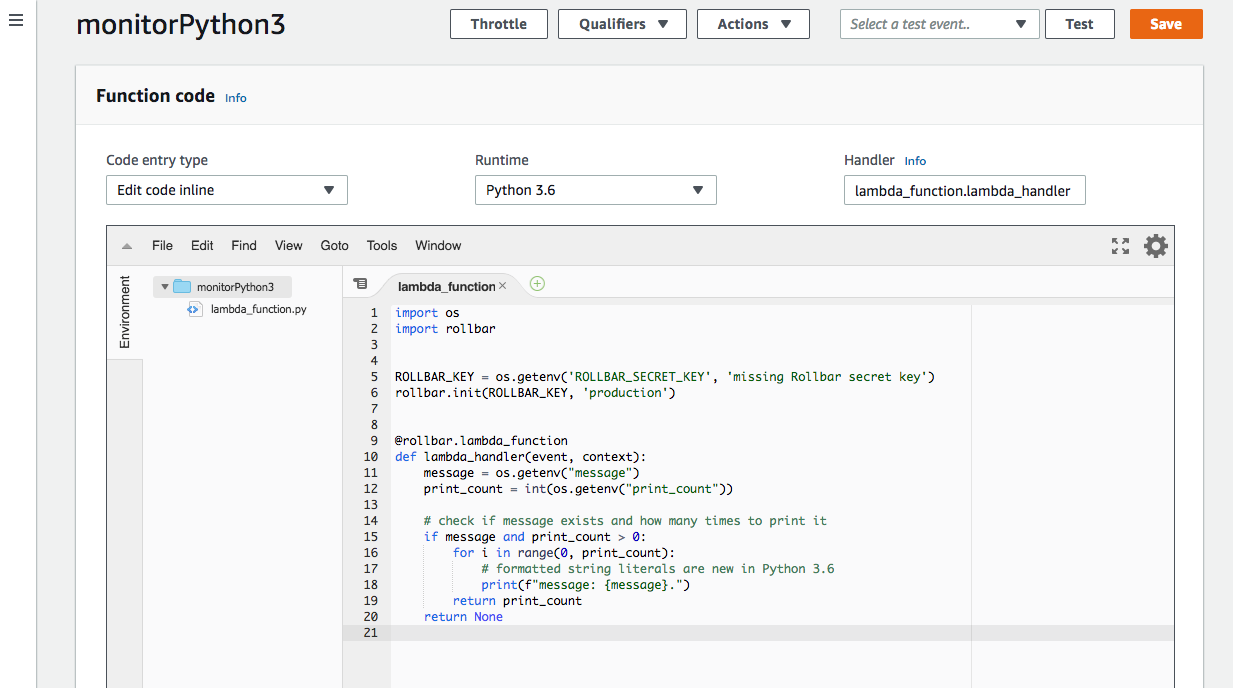 monitorPython3 Throttle Qualifiers Actions Select a test event.. Test Save
Function code Info
Code entry type Runtime Handler Info
Edit code inline Python 3.6 lambda_function.lambda_handler
File Edit Find View Goto Tools Window
Environment
monitorPython3
lambda_function.py
lambda_function
1 import os
2 import rollbar
3
4
5 ROLLBAR_KEY = os.getenv('ROLLBAR_SECRET_KEY', 'missing Rollbar secret key')
6 rollbar.init(ROLLBAR_KEY, 'production')
7
8
9 @rollbar.lambda_function
10 def lambda_handler(event, context):
11     message = os.getenv("message")
12     print_count = int(os.getenv("print_count"))
13
14     # check if message exists and how many times to print it
15     if message and print_count > 0:
16         for i in range(0, print_count):
17             # formatted string literals are new in Python 3.6
18             print(f"message: {message}.")
19         return print_count
20     return None
21